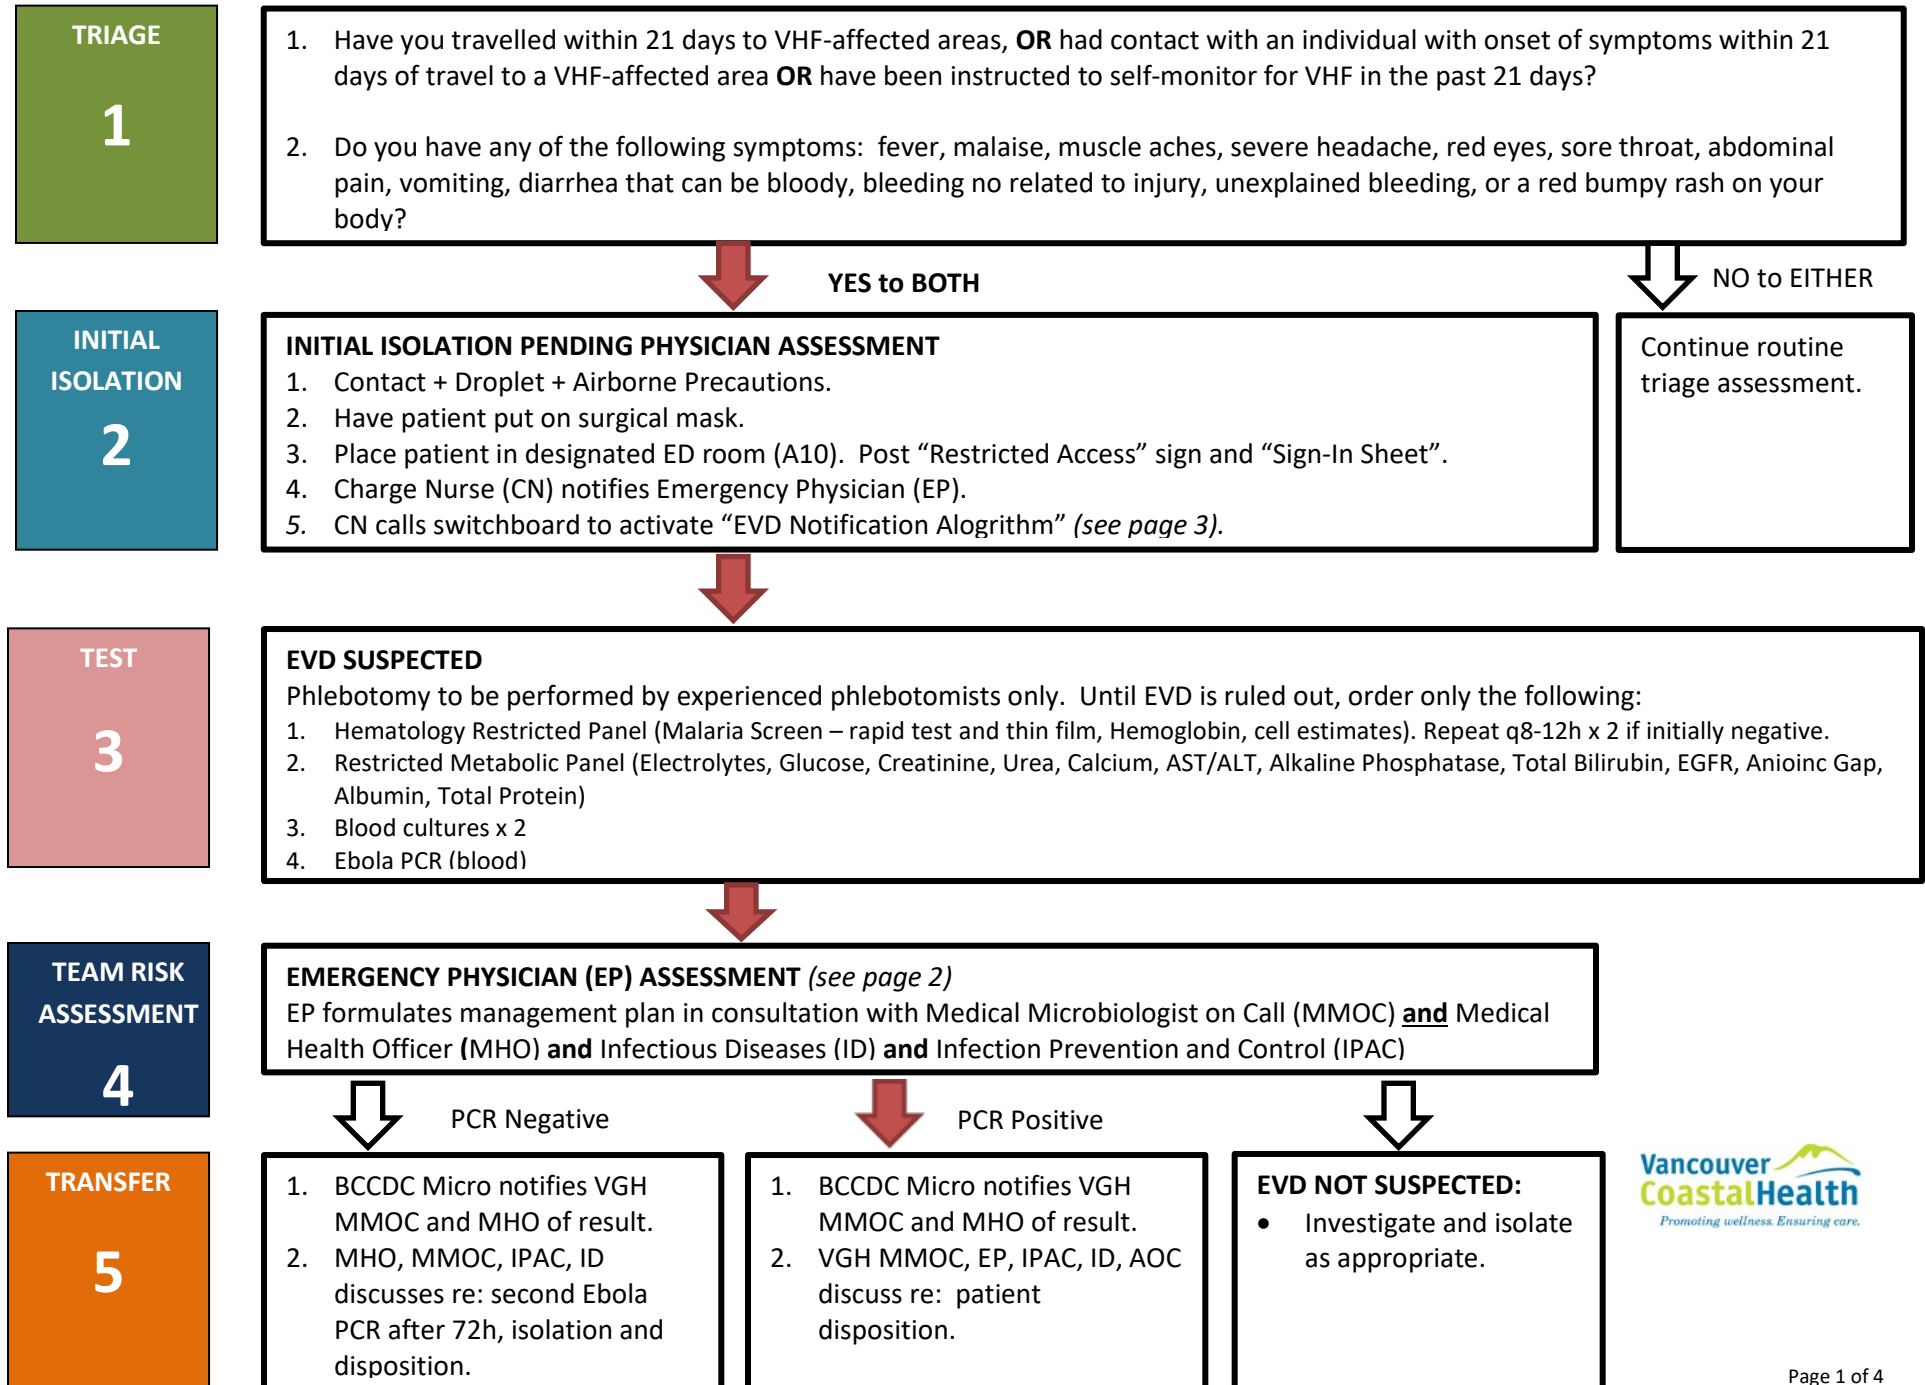 TRIAGE
1
1. Have you travelled within 21 days to VHF-affected areas, OR had contact with an individual with onset of symptoms within 21
days of travel to a VHF-affected area OR have been instructed to self-monitor for VHF in the past 21 days?
2. Do you have any of the following symptoms: fever, malaise, muscle aches, severe headache, red eyes, sore throat, abdominal
pain, vomiting, diarrhea that can be bloody, bleeding no related to injury, unexplained bleeding, or a red bumpy rash on your
body?
YES to BOTH
NO to EITHER
INITIAL
ISOLATION
2
INITIAL ISOLATION PENDING PHYSICIAN ASSESSMENT
1. Contact + Droplet + Airborne Precautions.
2. Have patient put on surgical mask.
3. Place patient in designated ED room (A10). Post “Restricted Access” sign and “Sign-In Sheet”.
4. Charge Nurse (CN) notifies Emergency Physician (EP).
5. CN calls switchboard to activate “EVD Notification Alogrithm” (see page 3).
Continue routine
triage assessment.
TEST
3
EVD SUSPECTED
Phlebotomy to be performed by experienced phlebotomists only. Until EVD is ruled out, order only the following:
1. Hematology Restricted Panel (Malaria Screen – rapid test and thin film, Hemoglobin, cell estimates). Repeat q8-12h x 2 if initially negative.
2. Restricted Metabolic Panel (Electrolytes, Glucose, Creatinine, Urea, Calcium, AST/ALT, Alkaline Phosphatase, Total Bilirubin, EGFR, Anioinc Gap,
Albumin, Total Protein)
3. Blood cultures x 2
4. Ebola PCR (blood)
TEAM RISK
ASSESSMENT
4
EMERGENCY PHYSICIAN (EP) ASSESSMENT (see page 2)
EP formulates management plan in consultation with Medical Microbiologist on Call (MMOC) and Medical
Health Officer (MHO) and Infectious Diseases (ID) and Infection Prevention and Control (IPAC)
PCR Negative
PCR Positive
TRANSFER
5
1. BCCDC Micro notifies VGH
MMOC and MHO of result.
2. MHO, MMOC, IPAC, ID
discusses re: second Ebola
PCR after 72h, isolation and
disposition.
1. BCCDC Micro notifies VGH
MMOC and MHO of result.
2. VGH MMOC, EP, IPAC, ID, AOC
discuss re: patient
disposition.
EVD NOT SUSPECTED:
• Investigate and isolate
as appropriate.
Vancouver
CoastalHealth
Promoting wellness. Ensuring care.
Page 1 of 4